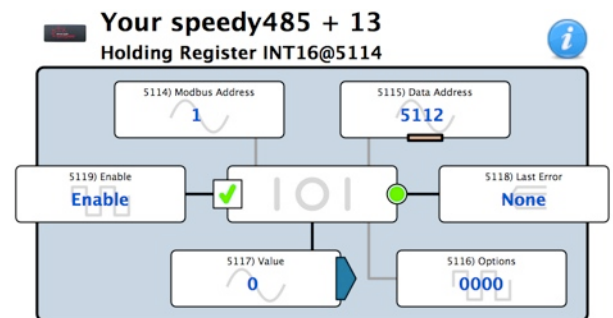 Your speedy485 + 13
Holding Register INT16@5114
5114) Modbus Address
1
5115) Data Address
5112
5119) Enable
Enable
IOI
5118) Last Error
None
5117) Value
0
5116) Options
0000